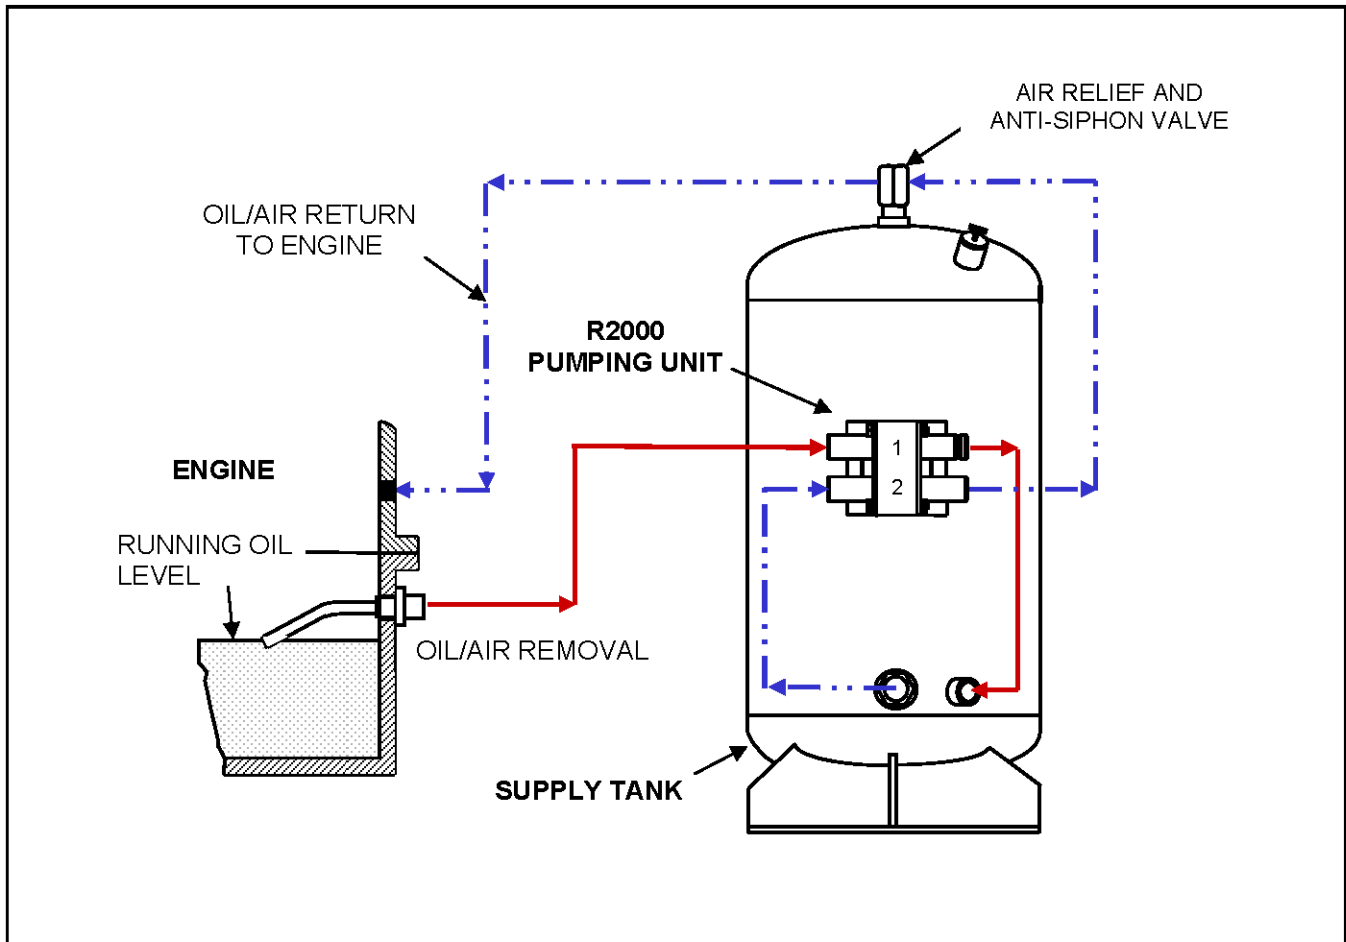 AIR RELIEF AND
ANTI-SIPHON VALVE
OIL/AIR RETURN
TO ENGINE
R2000
PUMPING UNIT
1
2
ENGINE
RUNNING OIL
LEVEL
OIL/AIR REMOVAL
SUPPLY TANK